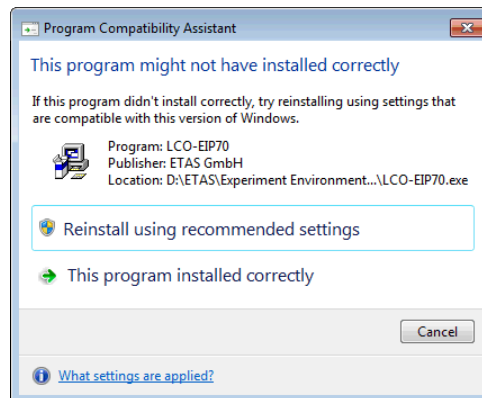 Program Compatibility Assistant
This program might not have installed correctly
If this program didn't install correctly, try reinstalling using settings that
are compatible with this version of Windows.
Program: LCO-EIP70
Publisher: ETAS GmbH
Location: D:\ETAS\Experiment Environment...\LCO-EIP70.exe
Reinstall using recommended settings
This program installed correctly
Cancel
What settings are applied?